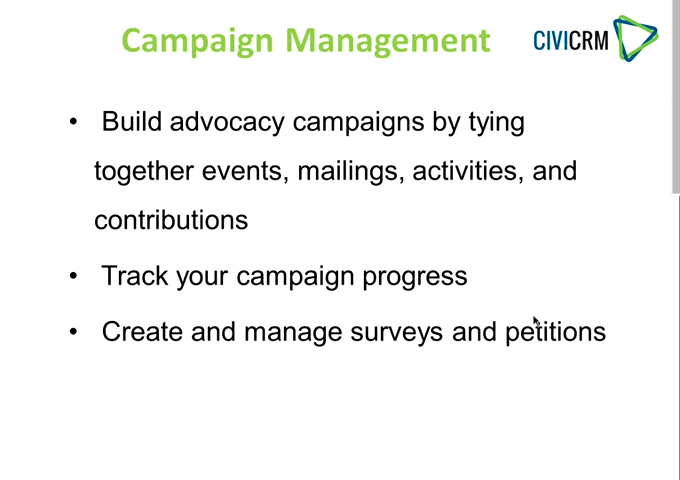 Campaign Management
CIVICRM
• Build advocacy campaigns by tying
together events, mailings, activities, and
contributions
• Track your campaign progress
• Create and manage surveys and petitions